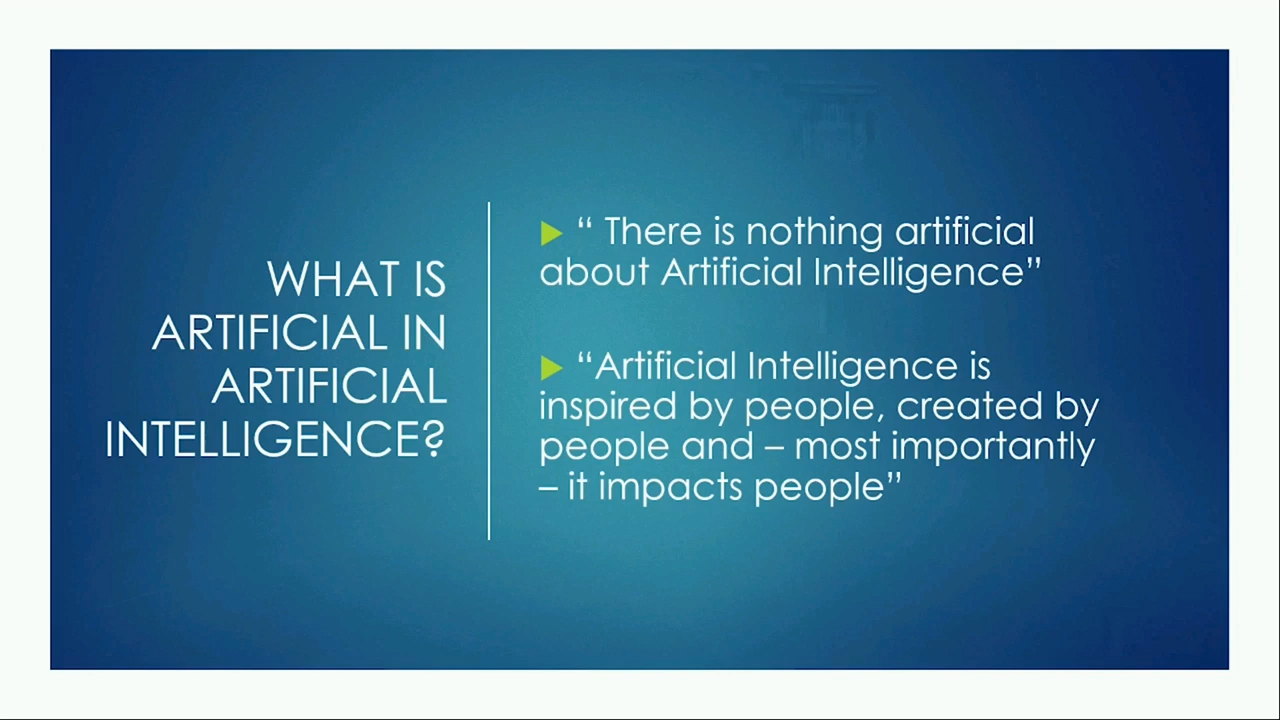 WHAT IS
ARTIFICIAL IN
ARTIFICIAL
INTELLIGENCE?
“ There is nothing artificial
about Artificial Intelligence”
“Artificial Intelligence is
inspired by people, created by
people and – most importantly
– it impacts people”